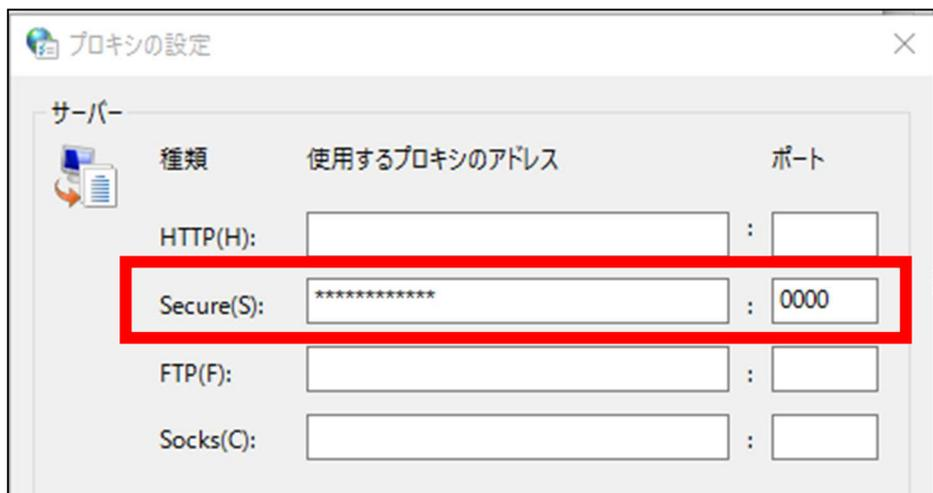 プロキシの設定
サーバー
種類 使用するプロキシのアドレス ポート
HTTP(H): :
Secure(S): ************ : 0000
FTP(F): :
Socks(C): :